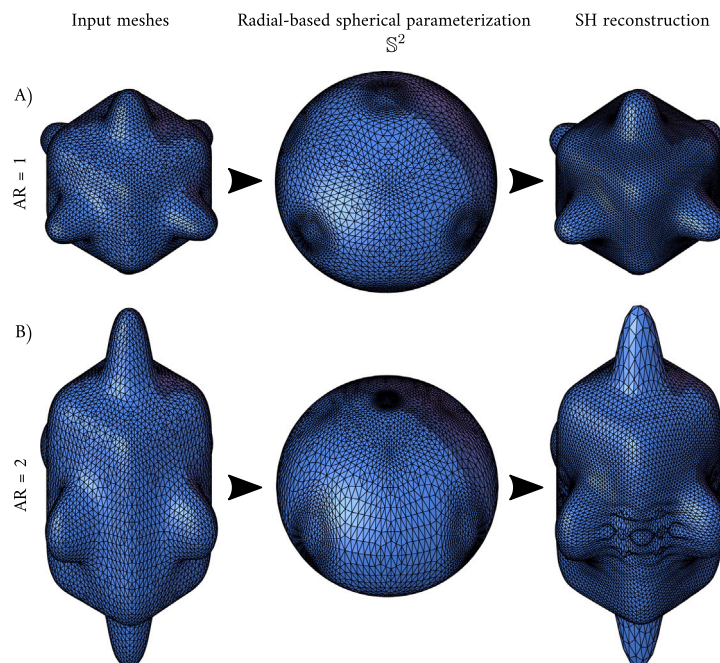 Input meshes
Radial-based spherical parameterization
𝕊²
SH reconstruction
A)
AR = 1
B)
AR = 2